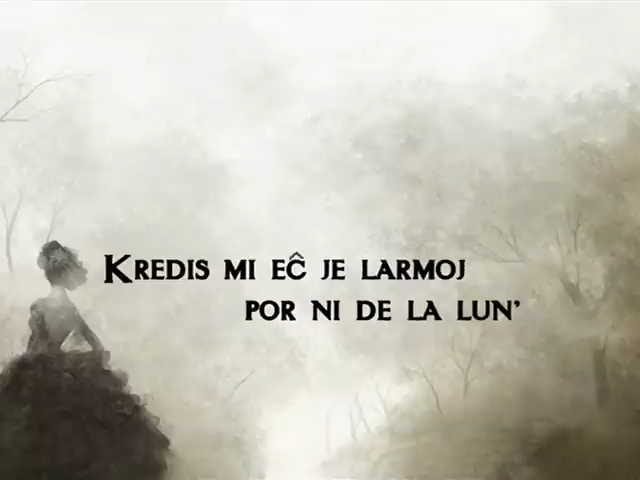 Kredis mi eĉ je larmoj
por ni de la lun’